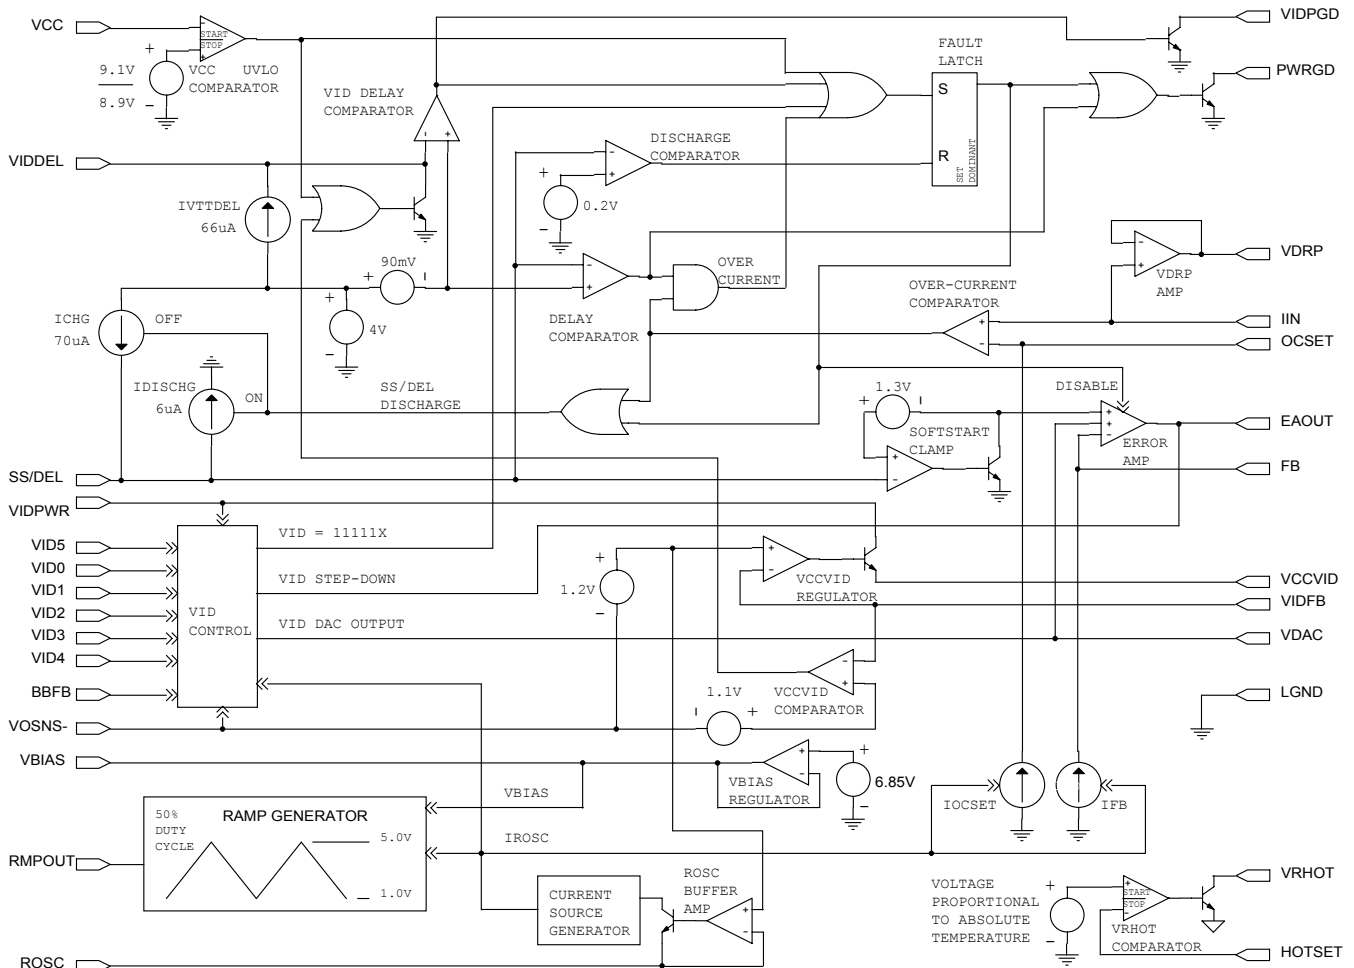 VCC
START
STOP
9.1V
8.9V
VCC UVLO
COMPARATOR
VID DELAY
COMPARATOR
FAULT
LATCH
VIDPGD
PWRGD
S
R
SET
DOMINANT
VIDDEL
DISCHARGE
COMPARATOR
0.2V
IVTTDEL
66uA
90mV
4V
OVER
CURRENT
DELAY
COMPARATOR
OVER-CURRENT
COMPARATOR
VDRP
AMP
VDRP
IIN
OCSET
ICHG
70uA
OFF
IDISCHG
6uA
ON
SS/DEL
DISCHARGE
1.3V
SOFTSTART
CLAMP
DISABLE
ERROR
AMP
EAOUT
FB
SS/DEL
VIDPWR
VID5
VID0
VID1
VID2
VID3
VID4
BBFB
VOSNS-
VID
CONTROL
VID = 11111X
VID STEP-DOWN
VID DAC OUTPUT
1.2V
VCCVID
REGULATOR
VCCVID
VIDFB
VDAC
1.1V
VCCVID
COMPARATOR
LGND
VBIAS
VBIAS
REGULATOR
6.85V
VBIAS
IROSC
IOCSET
IFB
RAMP GENERATOR
50%
DUTY
CYCLE
5.0V
1.0V
RMPOUT
CURRENT
SOURCE
GENERATOR
ROSC
BUFFER
AMP
ROSC
VOLTAGE
PROPORTIONAL
TO ABSOLUTE
TEMPERATURE
START
STOP
VRHOT
COMPARATOR
VRHOT
HOTSET